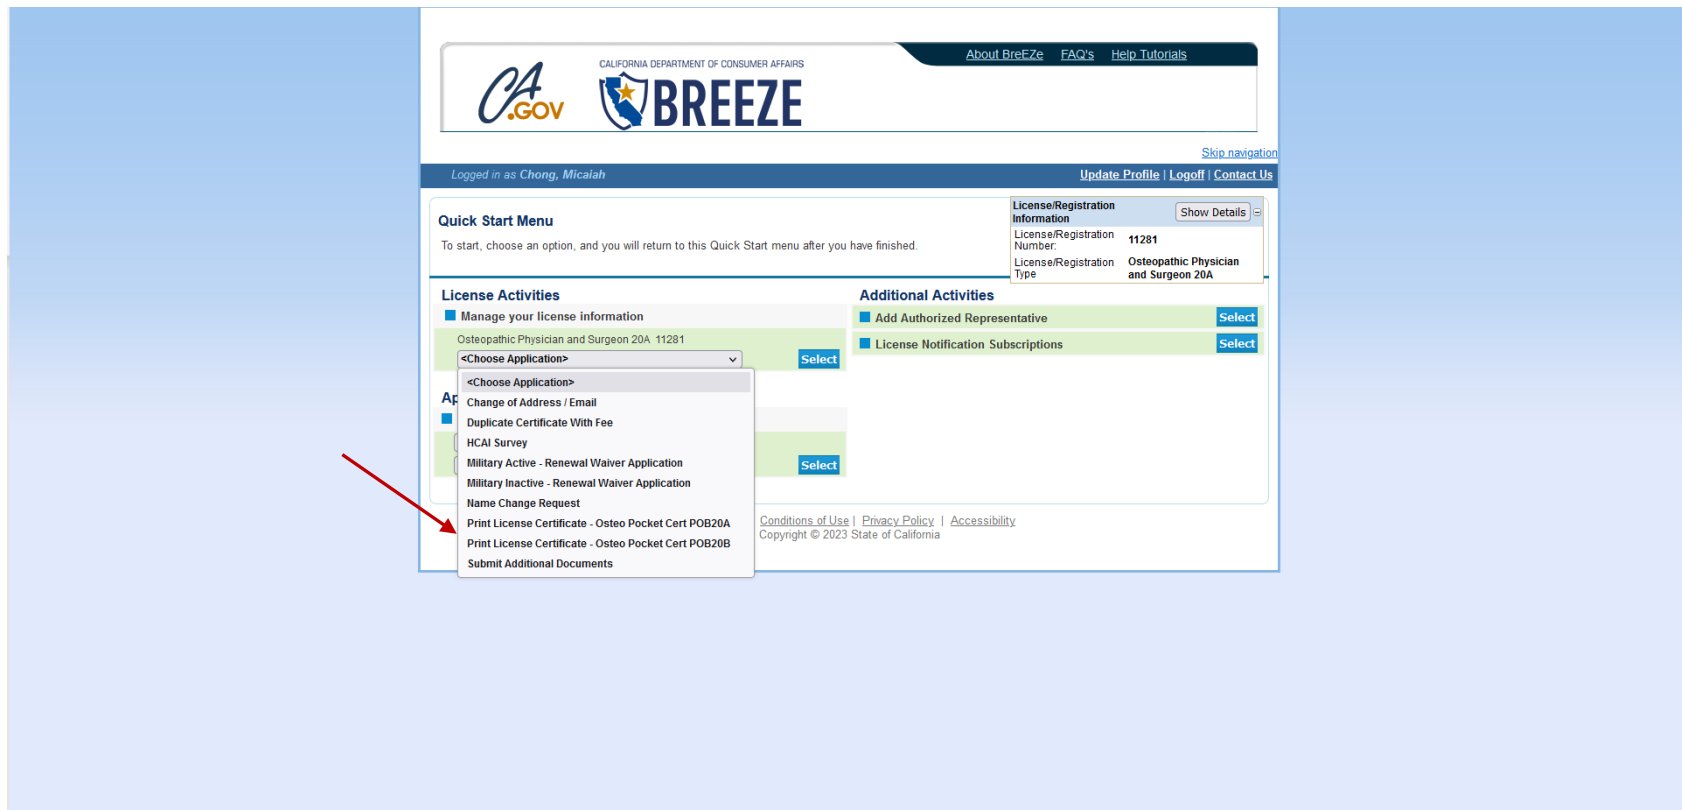 About BreEZe FAQ's Help Tutorials
CA.GOV
CALIFORNIA DEPARTMENT OF CONSUMER AFFAIRS
BREEZE
Skip navigation
Logged in as Chong, Micaiah
Update Profile | Logoff | Contact Us
Quick Start Menu
To start, choose an option, and you will return to this Quick Start menu after you have finished.
License/Registration Information
Show Details
License/Registration Number: 11281
License/Registration Type Osteopathic Physician and Surgeon 20A
License Activities
Manage your license information
Osteopathic Physician and Surgeon 20A 11281
<Choose Application>
Select
<Choose Application>
Change of Address / Email
Duplicate Certificate With Fee
HCAI Survey
Military Active - Renewal Waiver Application
Military Inactive - Renewal Waiver Application
Name Change Request
Print License Certificate - Osteo Pocket Cert POB20A
Print License Certificate - Osteo Pocket Cert POB20B
Submit Additional Documents
Ap
Select
Additional Activities
Add Authorized Representative Select
License Notification Subscriptions Select
Conditions of Use | Privacy Policy | Accessibility
Copyright © 2023 State of California